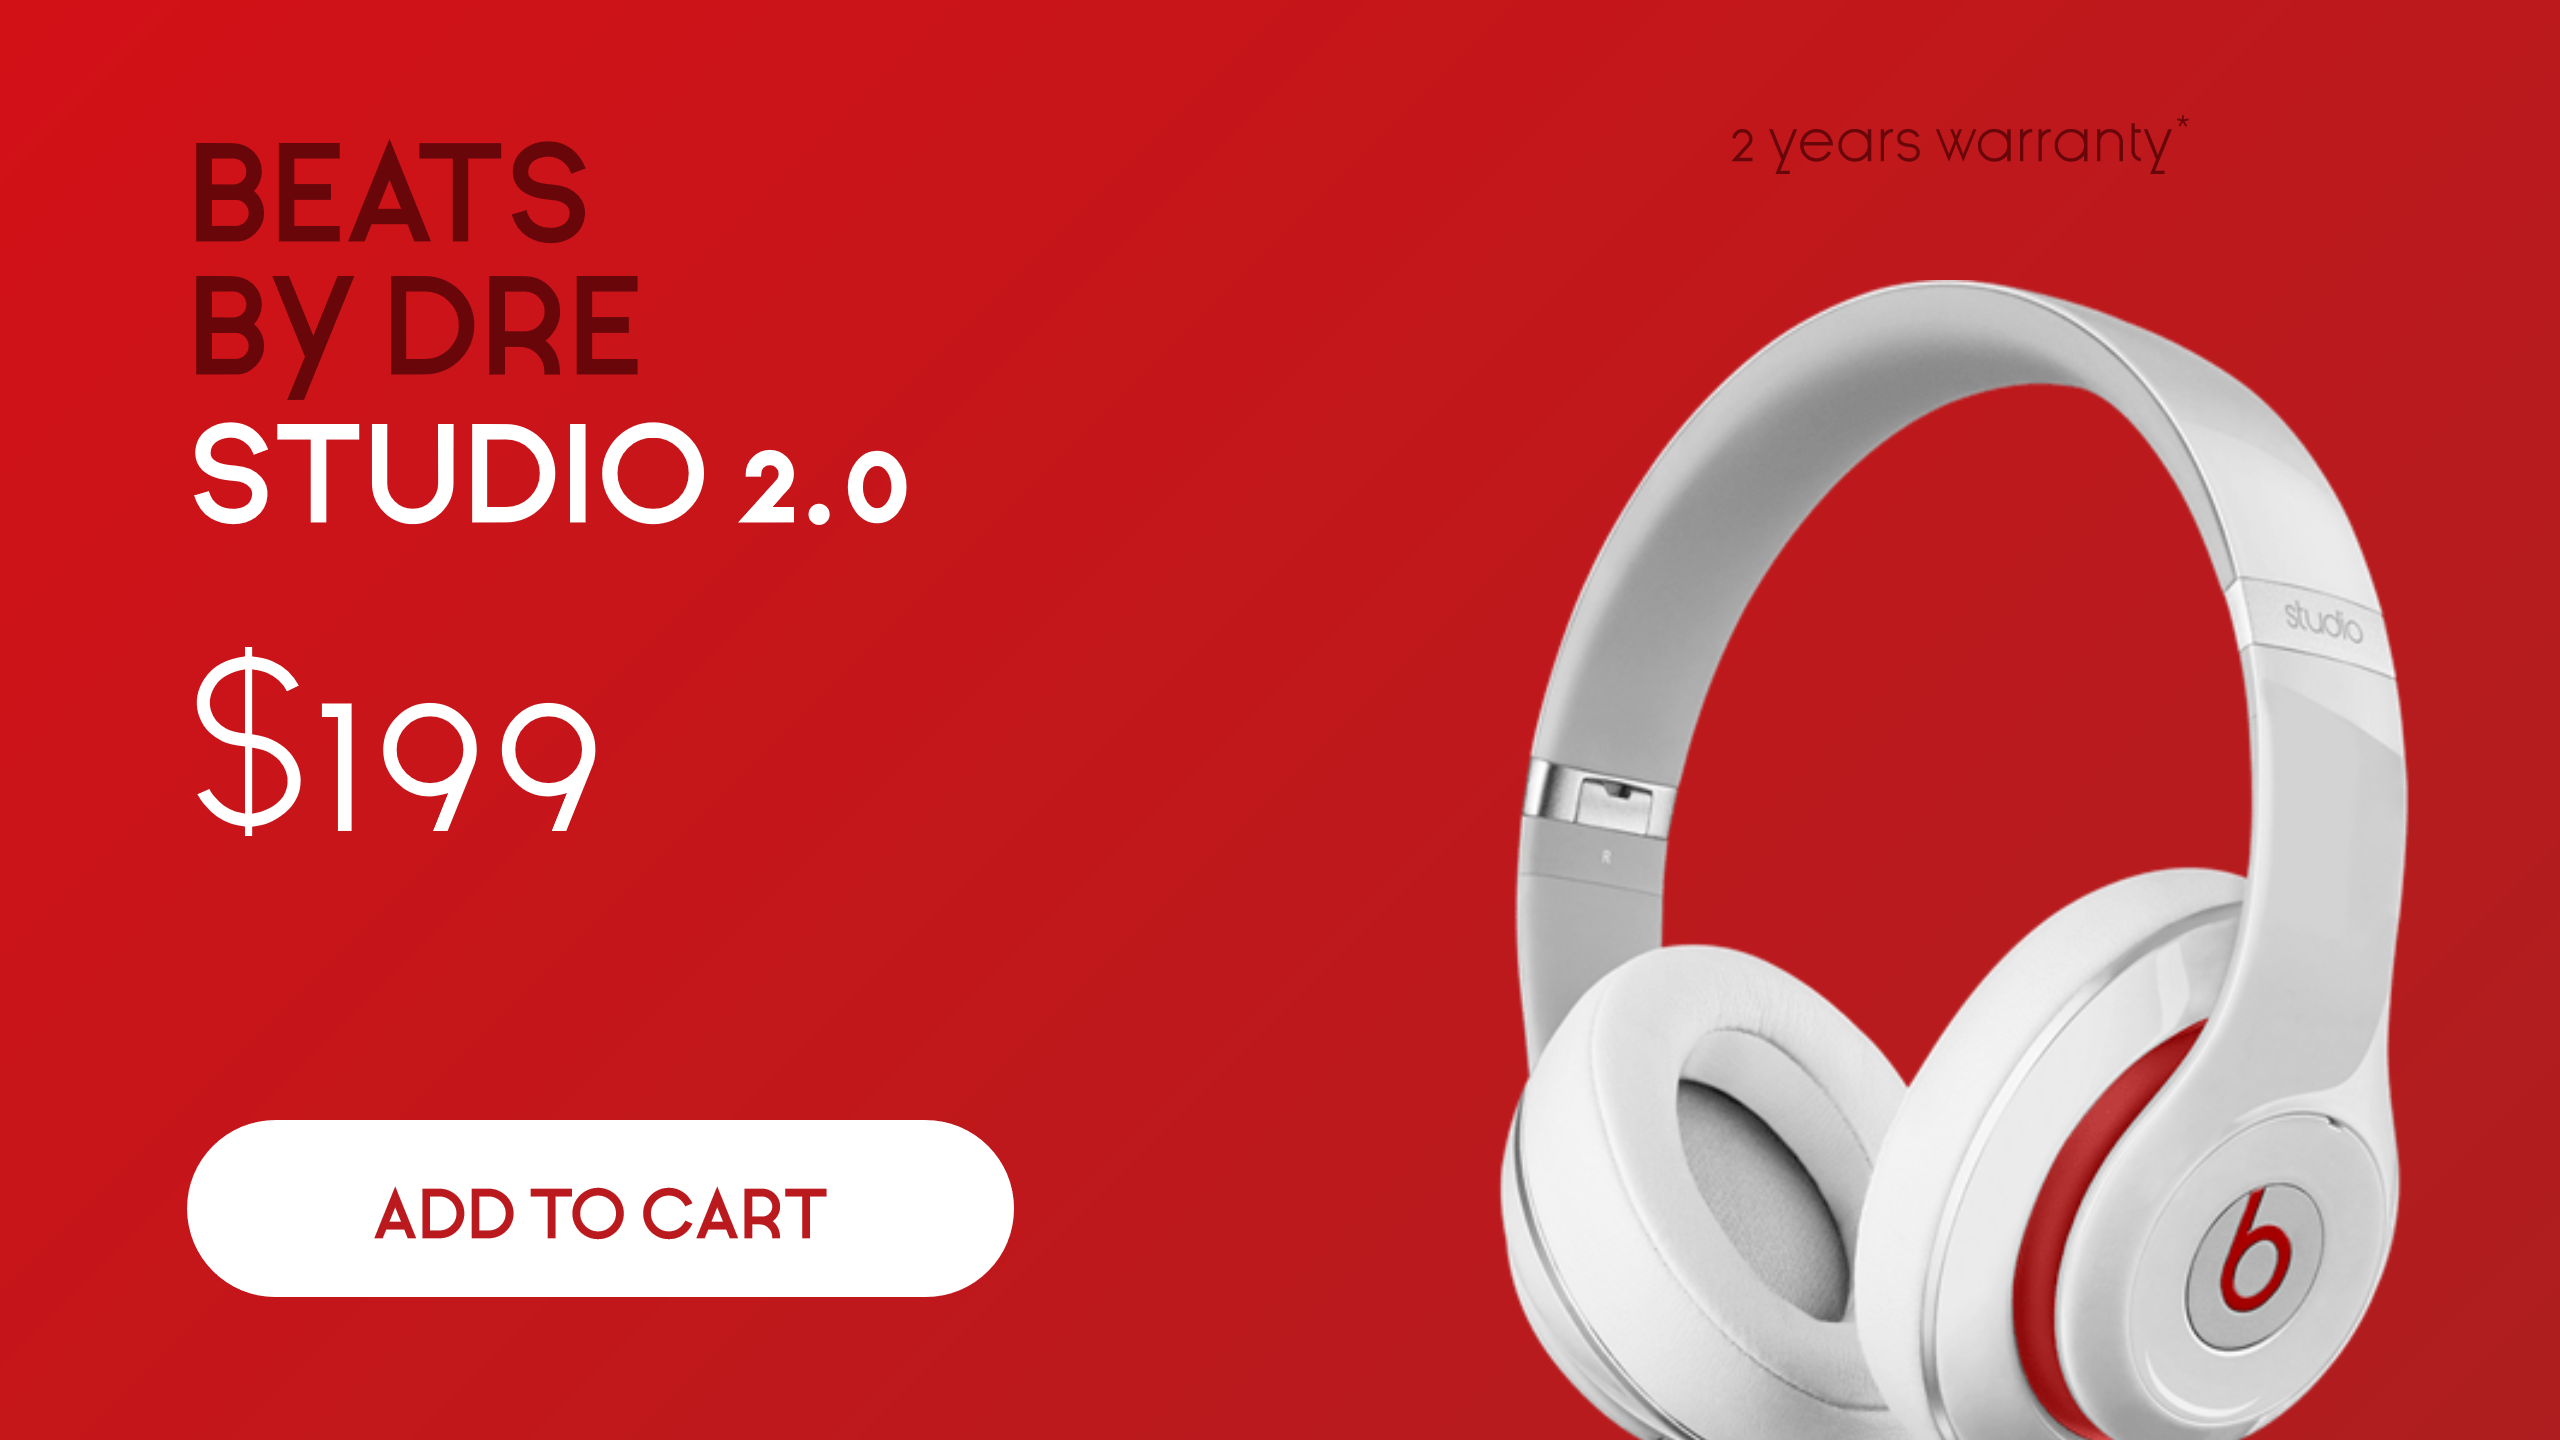 2 years warranty*
BEATS
By DRE
STUDIO 2.0
$199
ADD TO CART
studio
R
b